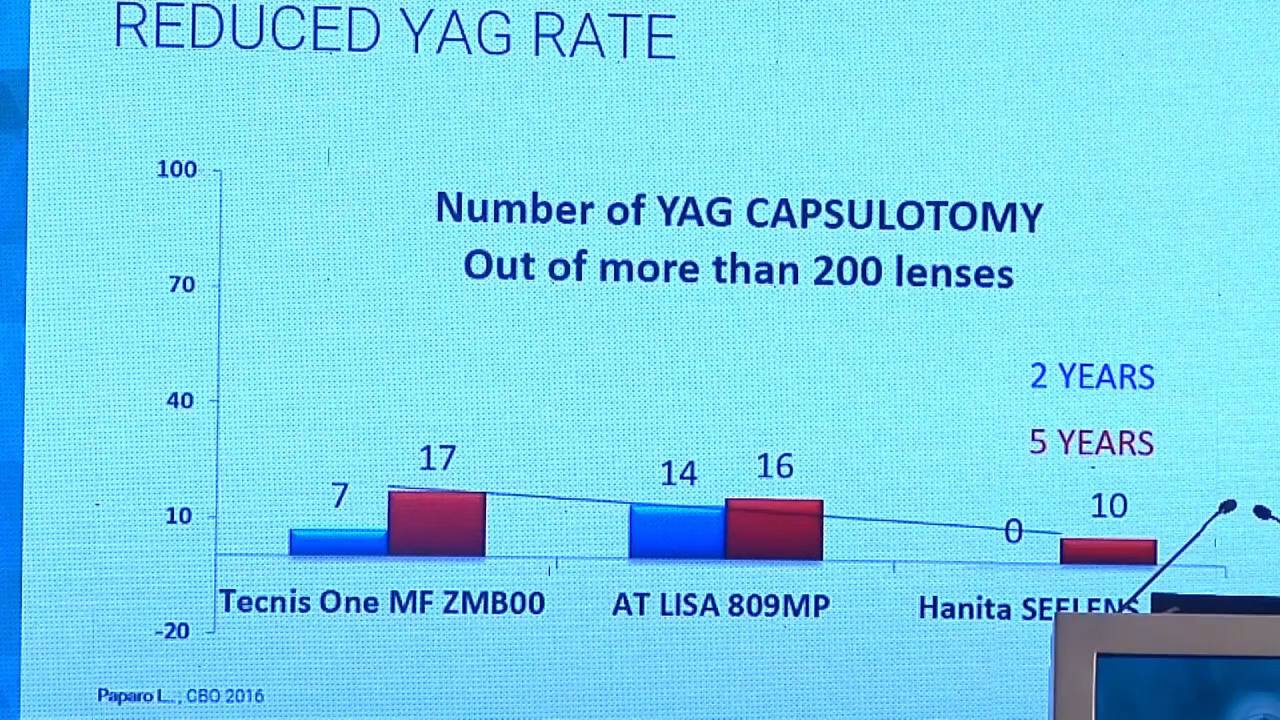 REDUCED YAG RATE
100
Number of YAG CAPSULOTOMY
70
Out of more than 200 lenses
2 YEARS
40
5 YEARS
17
14
16
7
10
10
0
Tecnis One MF ZMB00
AT LISA 809MP
Hanita SEELENS
-20
Paparo L., CBO 2016